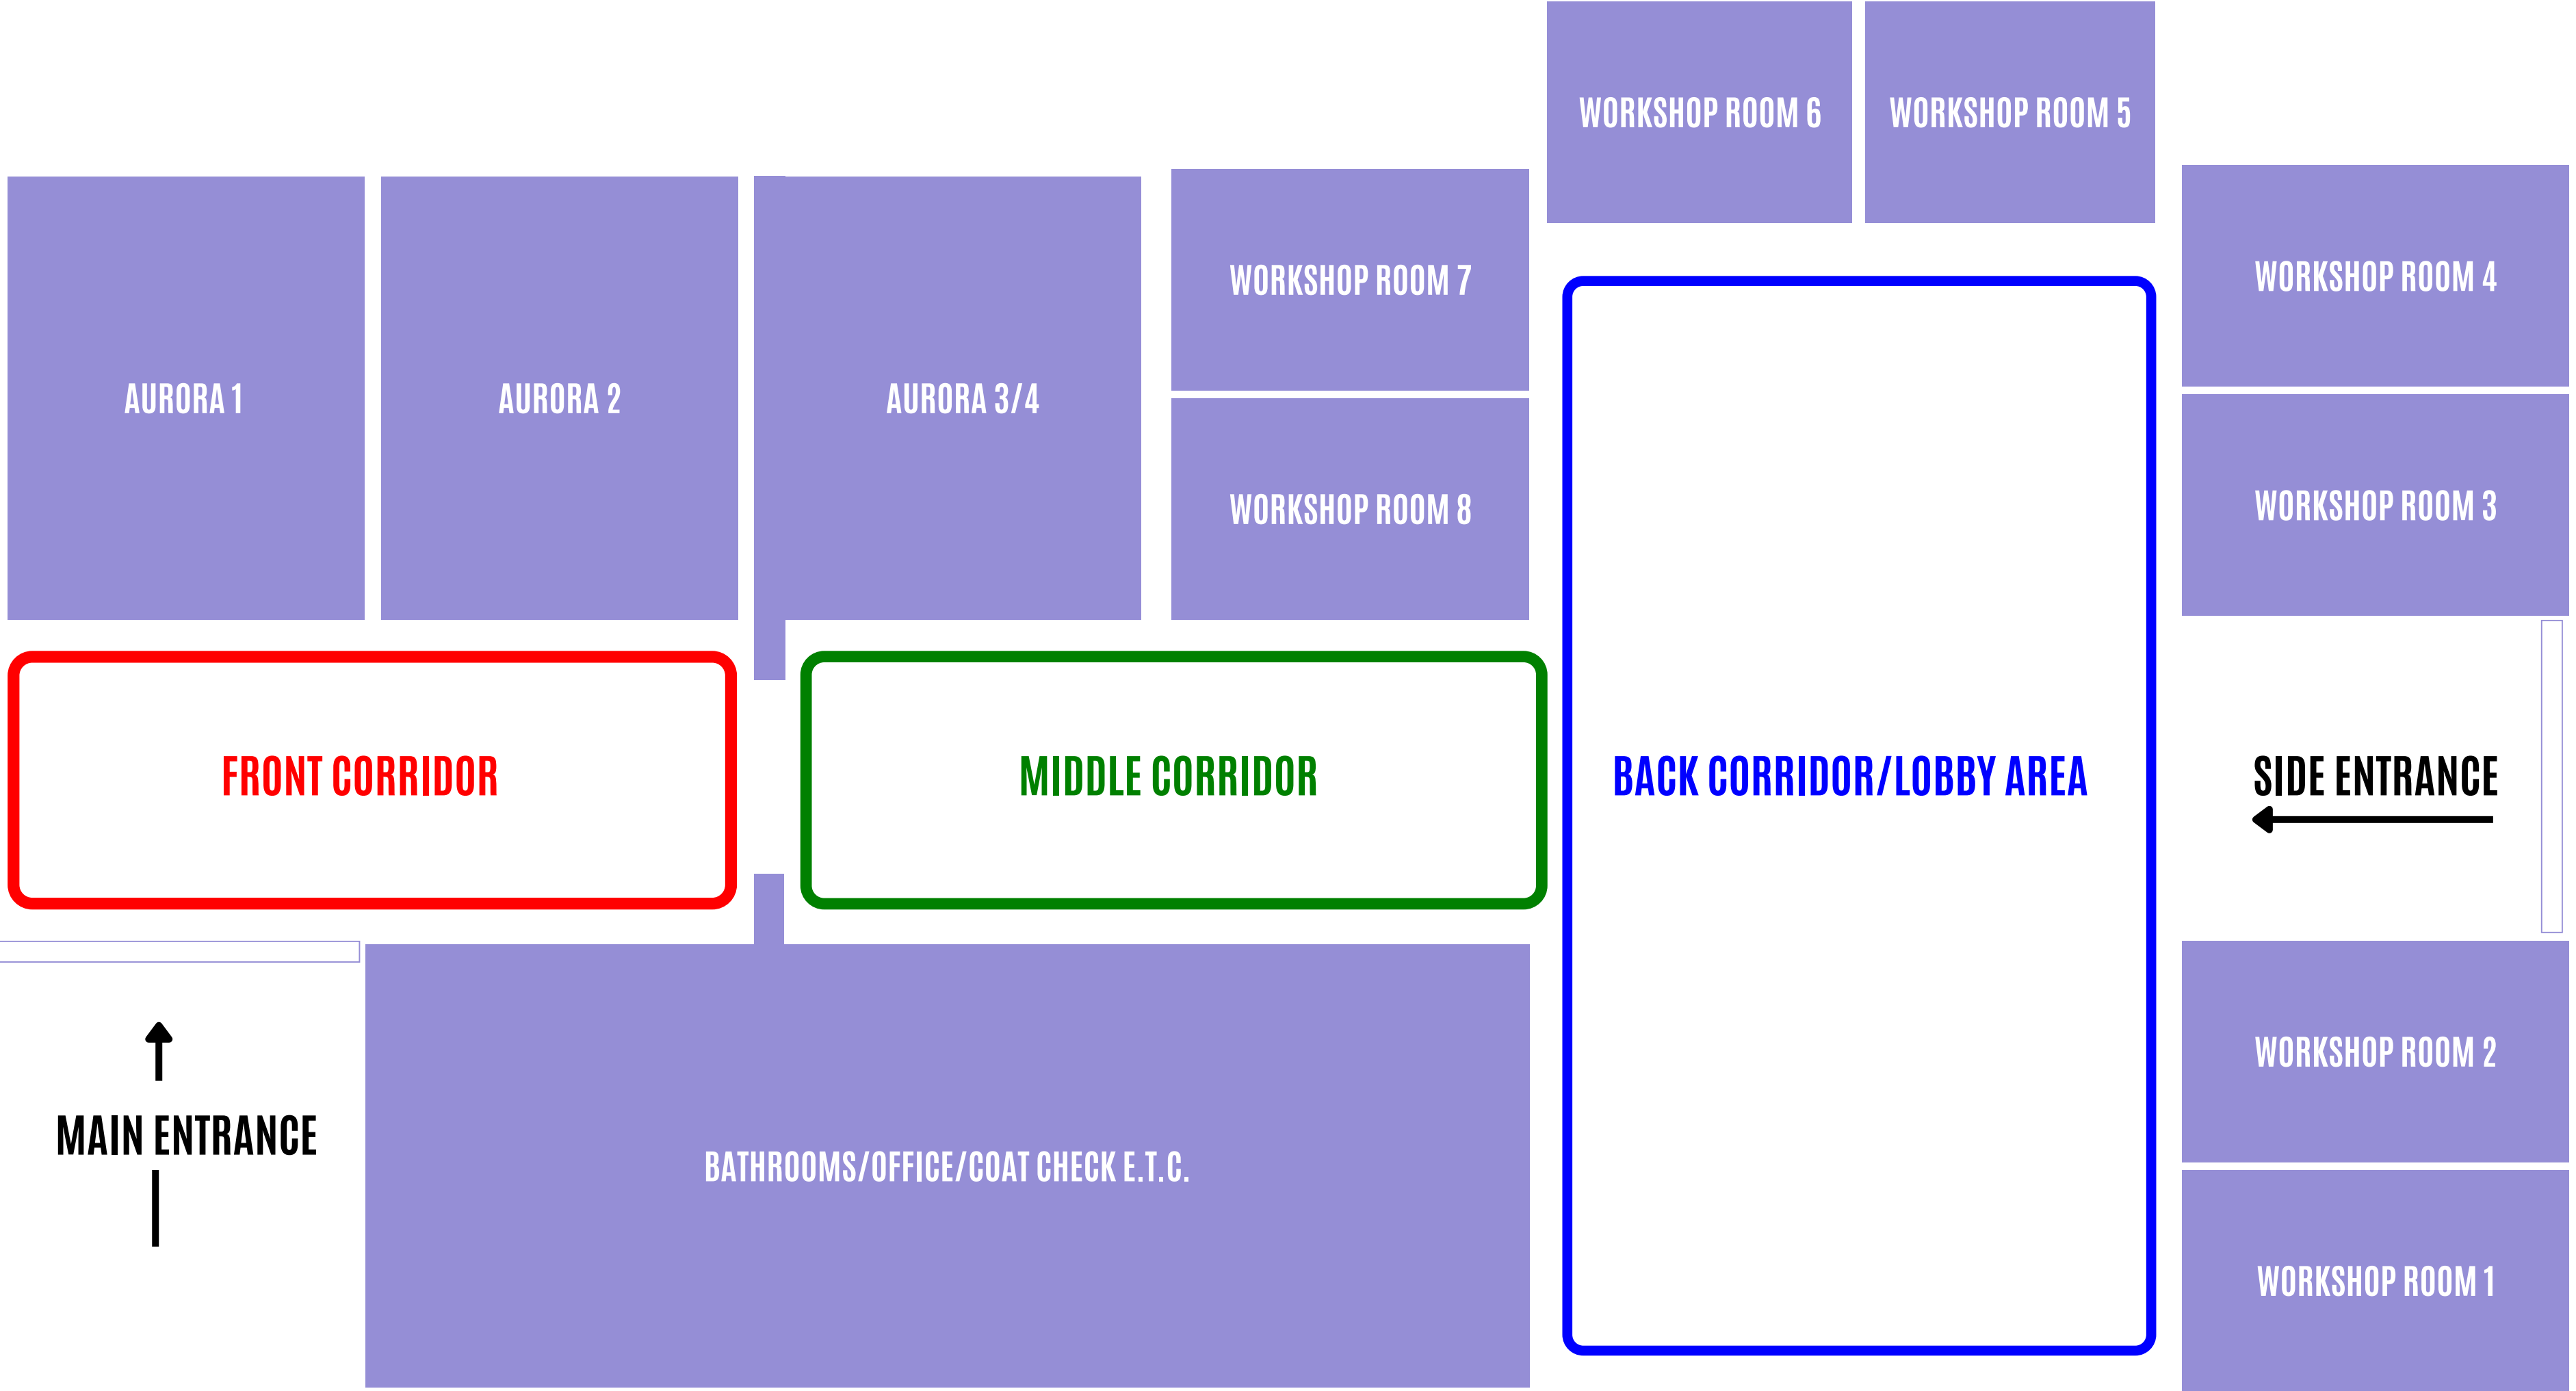 WORKSHOP ROOM 6
WORKSHOP ROOM 5
WORKSHOP ROOM 7
WORKSHOP ROOM 4
AURORA 1
AURORA 2
AURORA 3/4
WORKSHOP ROOM 8
WORKSHOP ROOM 3
FRONT CORRIDOR
MIDDLE CORRIDOR
BACK CORRIDOR/LOBBY AREA
SIDE ENTRANCE
WORKSHOP ROOM 2
MAIN ENTRANCE
BATHROOMS/OFFICE/COAT CHECK E.T.C.
WORKSHOP ROOM 1